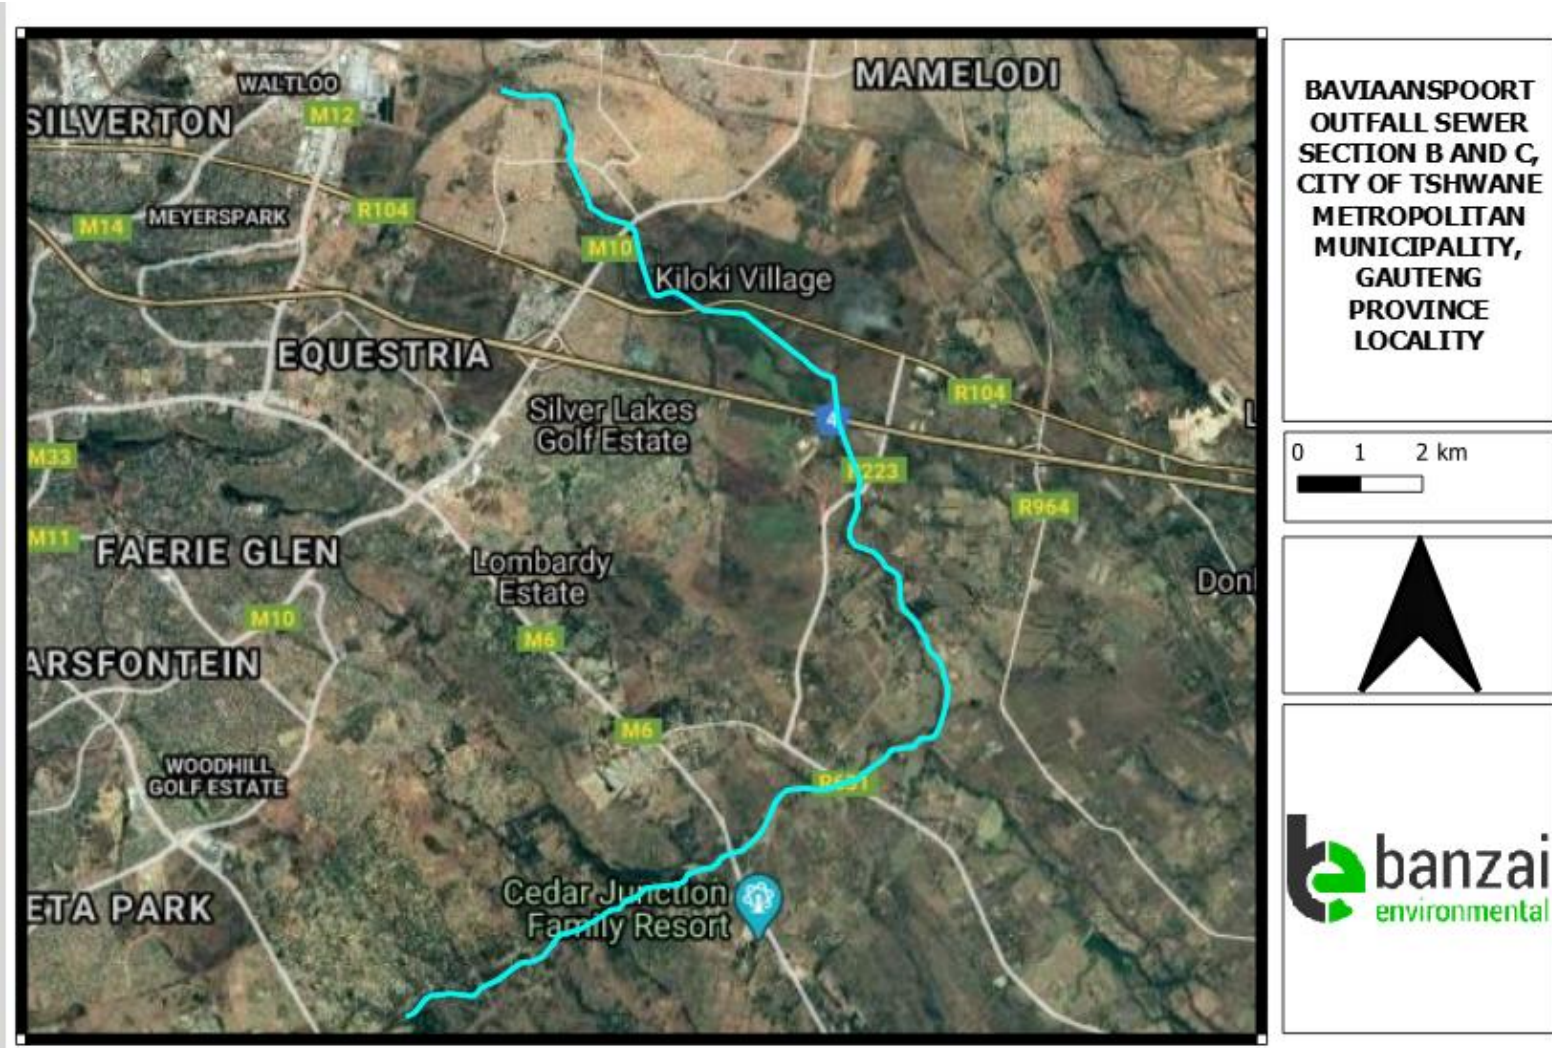 WALTLOO
MAMELODI
SILVERTON
M12
M14
MEYERSPARK
R104
M10
Kiloki Village
EQUESTRIA
R104
Silver Lakes
Golf Estate
4
M33
R964
M11
FAERIE GLEN
Lombardy
Estate
M10
M6
ARSFONTEIN
M6
WOODHILL
GOLF ESTATE
Cedar Junction
Family Resort
ETA PARK
BAVIAANSPOORT
OUTFALL SEWER
SECTION B AND C,
CITY OF TSHWANE
METROPOLITAN
MUNICIPALITY,
GAUTENG
PROVINCE
LOCALITY
0 1 2 km
banzai
environmental